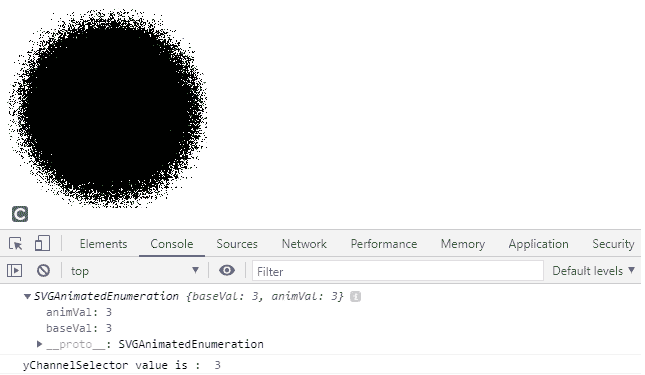 C
Elements Console Sources Network Performance Memory Application Security
top ▼ Filter Default levels ▼
▼SVGAnimatedEnumeration {baseVal: 3, animVal: 3} i
animVal: 3
baseVal: 3
▶ __proto__: SVGAnimatedEnumeration
yChannelSelector value is : 3